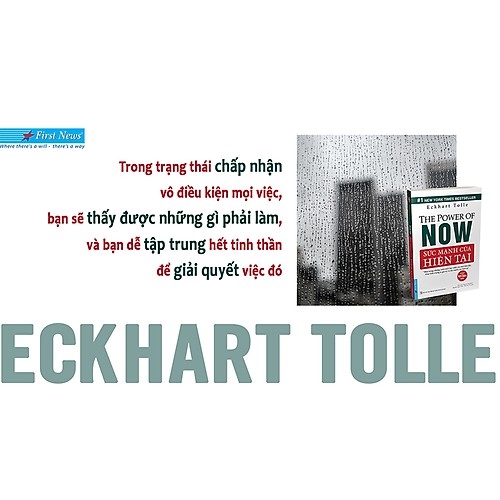 First News
Where there's a will - there's a way
Trong trạng thái chấp nhận
vô điều kiện mọi việc,
bạn sẽ thấy được những gì phải làm,
và bạn dễ tập trung hết tinh thần
để giải quyết việc đó
#1 NEW YORK TIMES BESTSELLER
Eckhart Tolle
THE POWER OF
NOW
SỨC MẠNH CỦA
HIỆN TẠI
ECKHART TOLLE